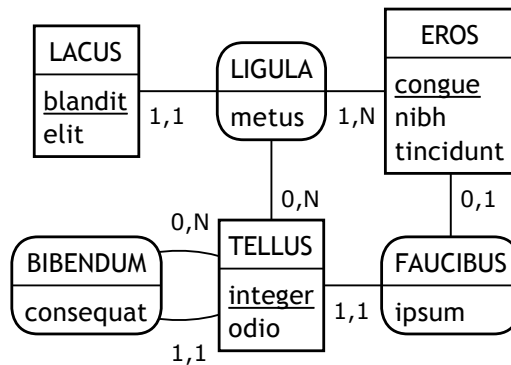 LACUS
blandit
elit
1,1
LIGULA
metus
1,N
EROS
congue
nibh
tincidunt
0,N
0,1
BIBENDUM
consequat
0,N
1,1
TELLUS
integer
odio
1,1
FAUCIBUS
ipsum